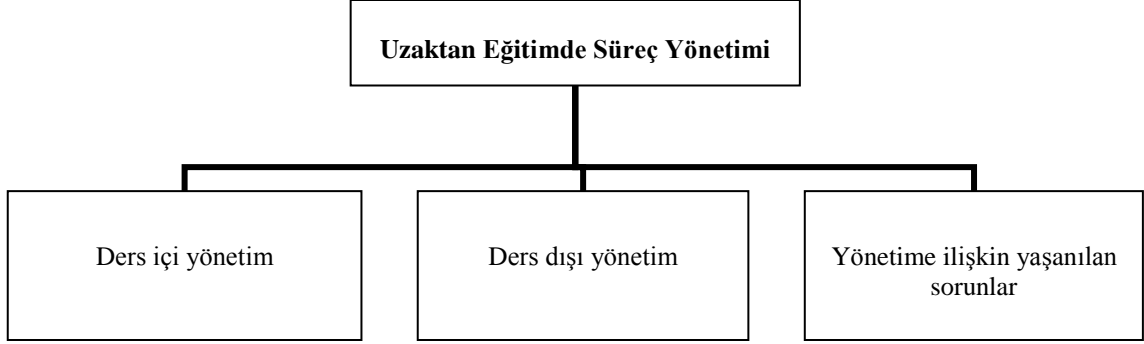 Uzaktan Eğitimde Süreç Yönetimi
Ders içi yönetim
Ders dışı yönetim
Yönetime ilişkin yaşanılan
sorunlar